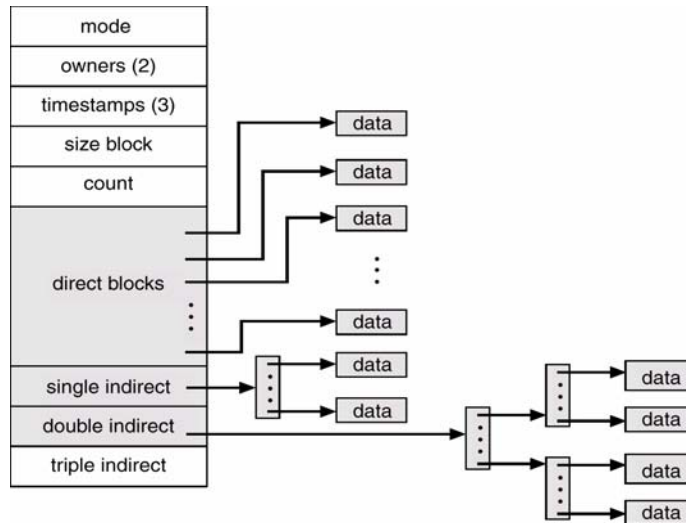 mode
owners (2)
timestamps (3)
size block
count
direct blocks
single indirect
double indirect
triple indirect
data
data
data
data
data
data
data
data
data
data